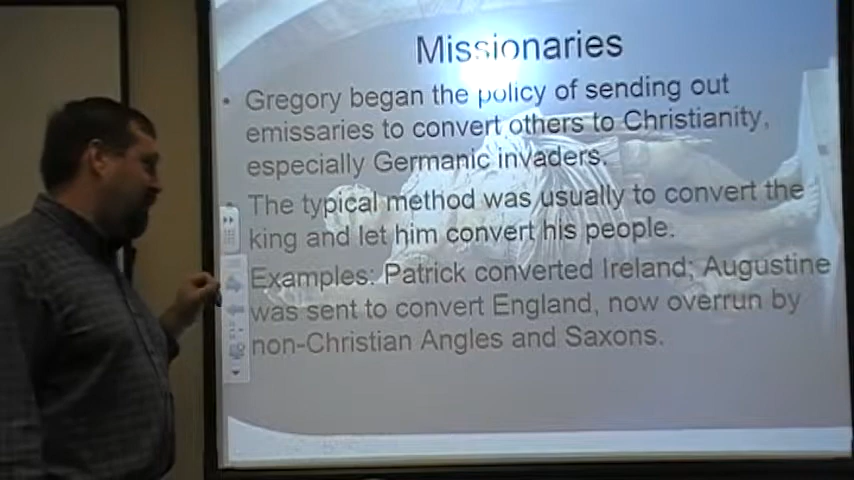 Missionaries
• Gregory began the policy of sending out
emissaries to convert others to Christianity,
especially Germanic invaders.
The typical method was usually to convert the
king and let him convert his people.
Examples: Patrick converted Ireland; Augustine
was sent to convert England, now overrun by
non-Christian Angles and Saxons.